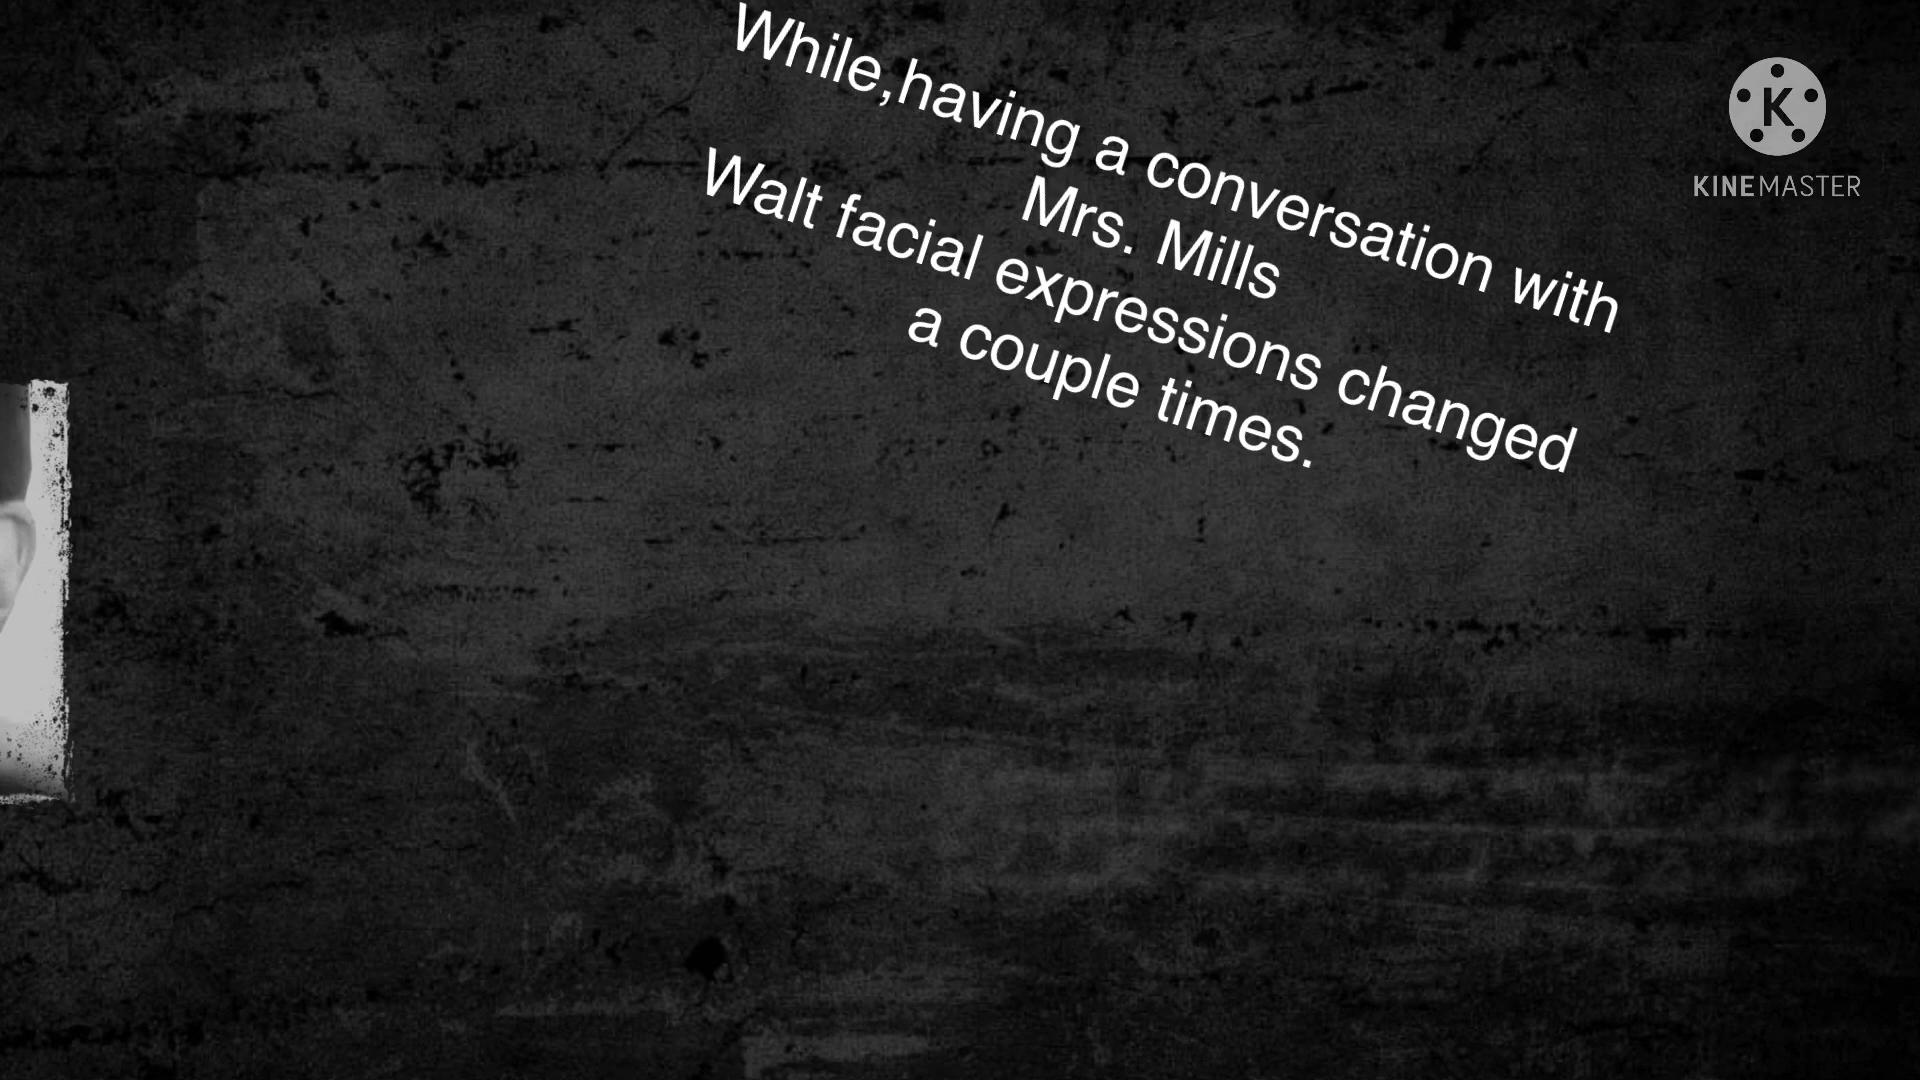 While,having a conversation with
Mrs. Mills
Walt facial expressions changed
a couple times.
K
KINEMASTER